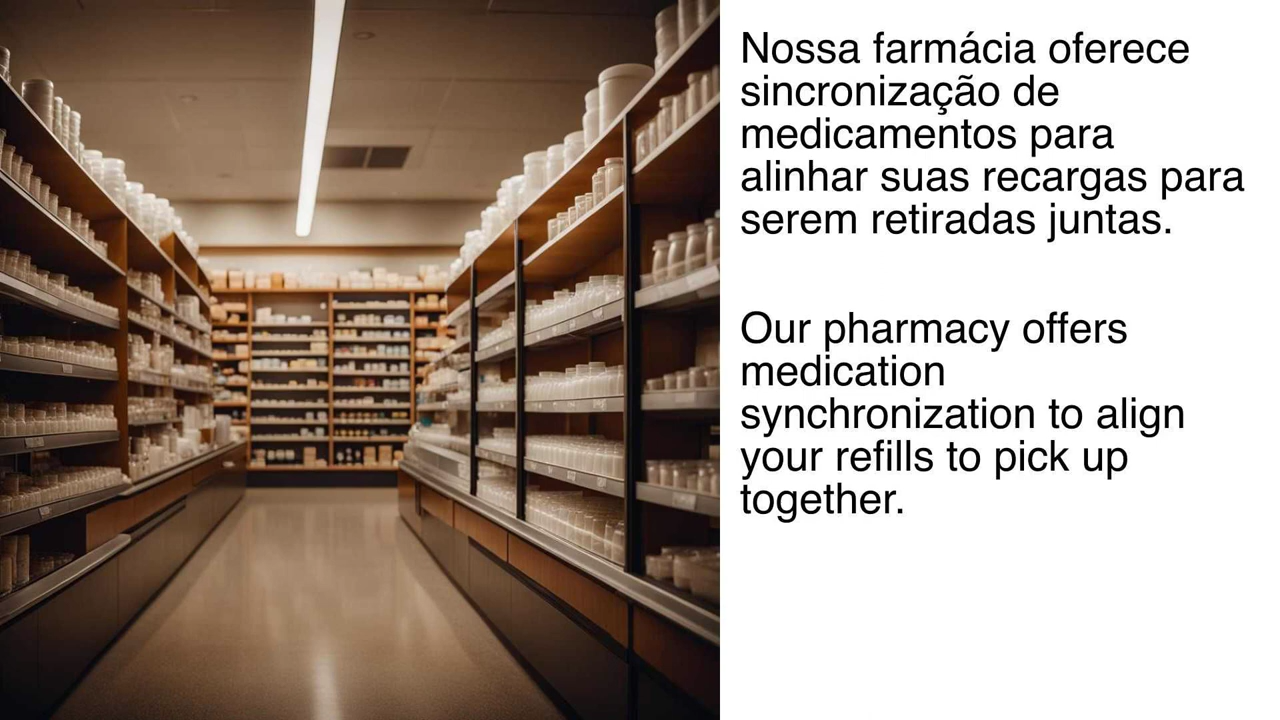 Nossa farmácia oferece
sincronização de
medicamentos para
alinhar suas recargas para
serem retiradas juntas.
Our pharmacy offers
medication
synchronization to align
your refills to pick up
together.